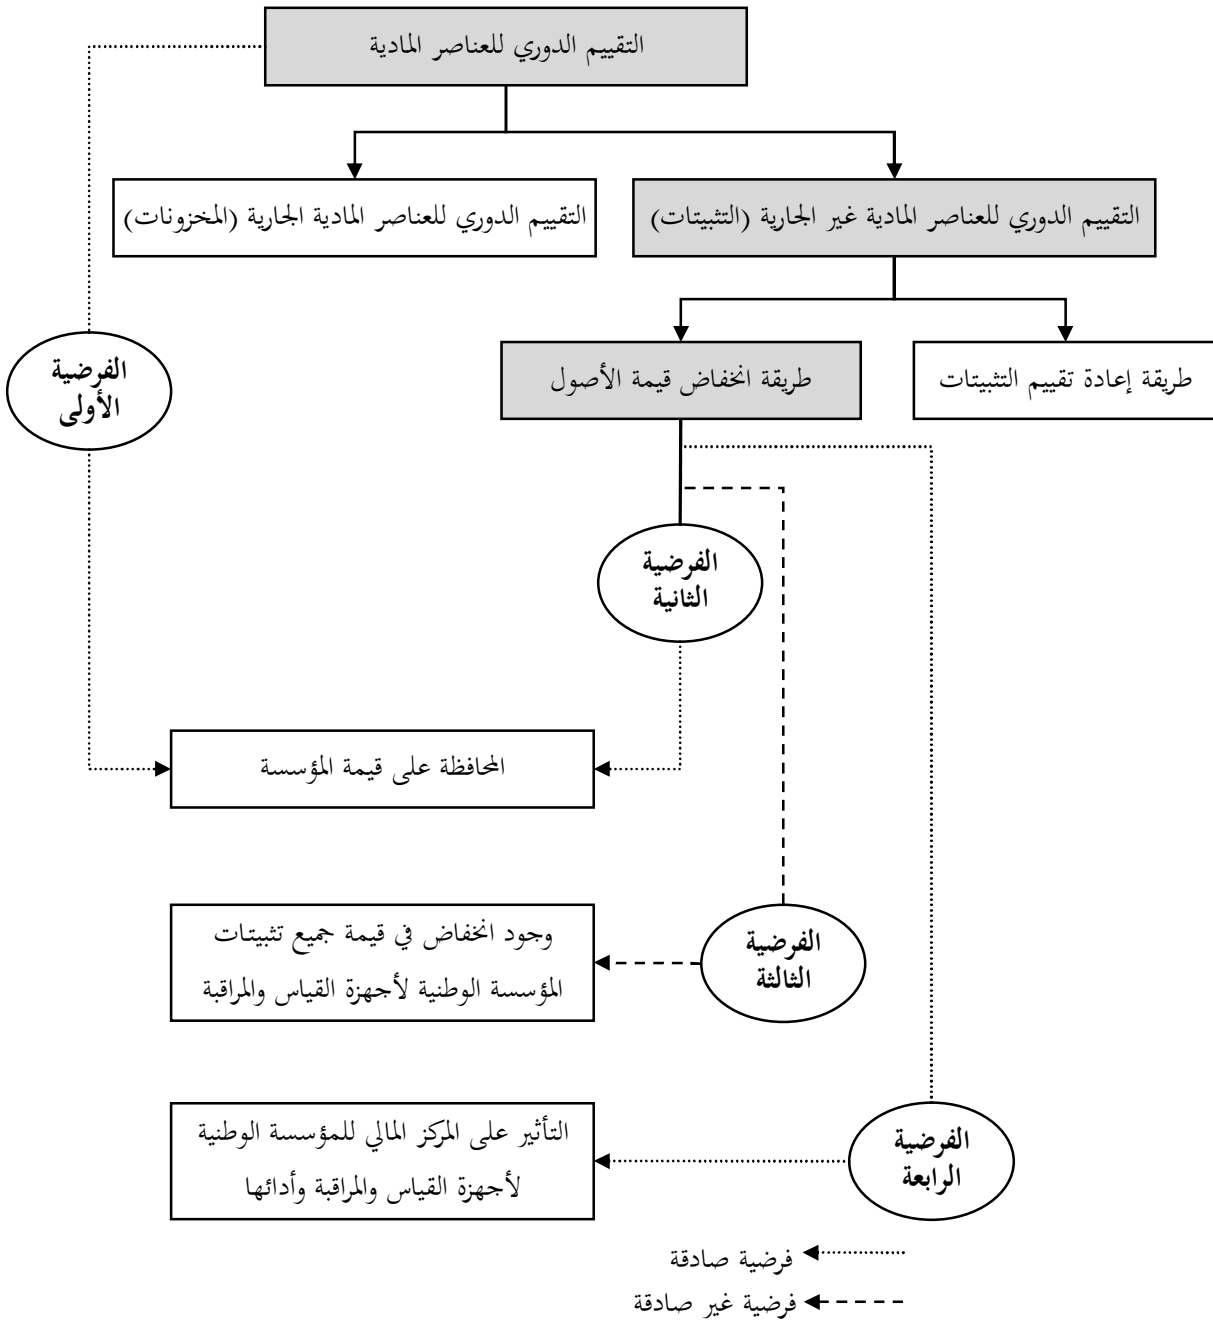 التقييم الدوري للعناصر المادية
التقييم الدوري للعناصر المادية غير الجارية (التثبيتات)
التقييم الدوري للعناصر المادية الجارية (المخزونات)
طريقة إعادة تقييم التثبيتات
طريقة انخفاض قيمة الأصول
الفرضية
الأولى
الفرضية
الثانية
المحافظة على قيمة المؤسسة
الفرضية
الثالثة
وجود انخفاض في قيمة جميع تثبيتات
المؤسسة الوطنية لأجهزة القياس والمراقبة
الفرضية
الرابعة
التأثير على المركز المالي للمؤسسة الوطنية
لأجهزة القياس والمراقبة وأدائها
فرضية صادقة
فرضية غير صادقة